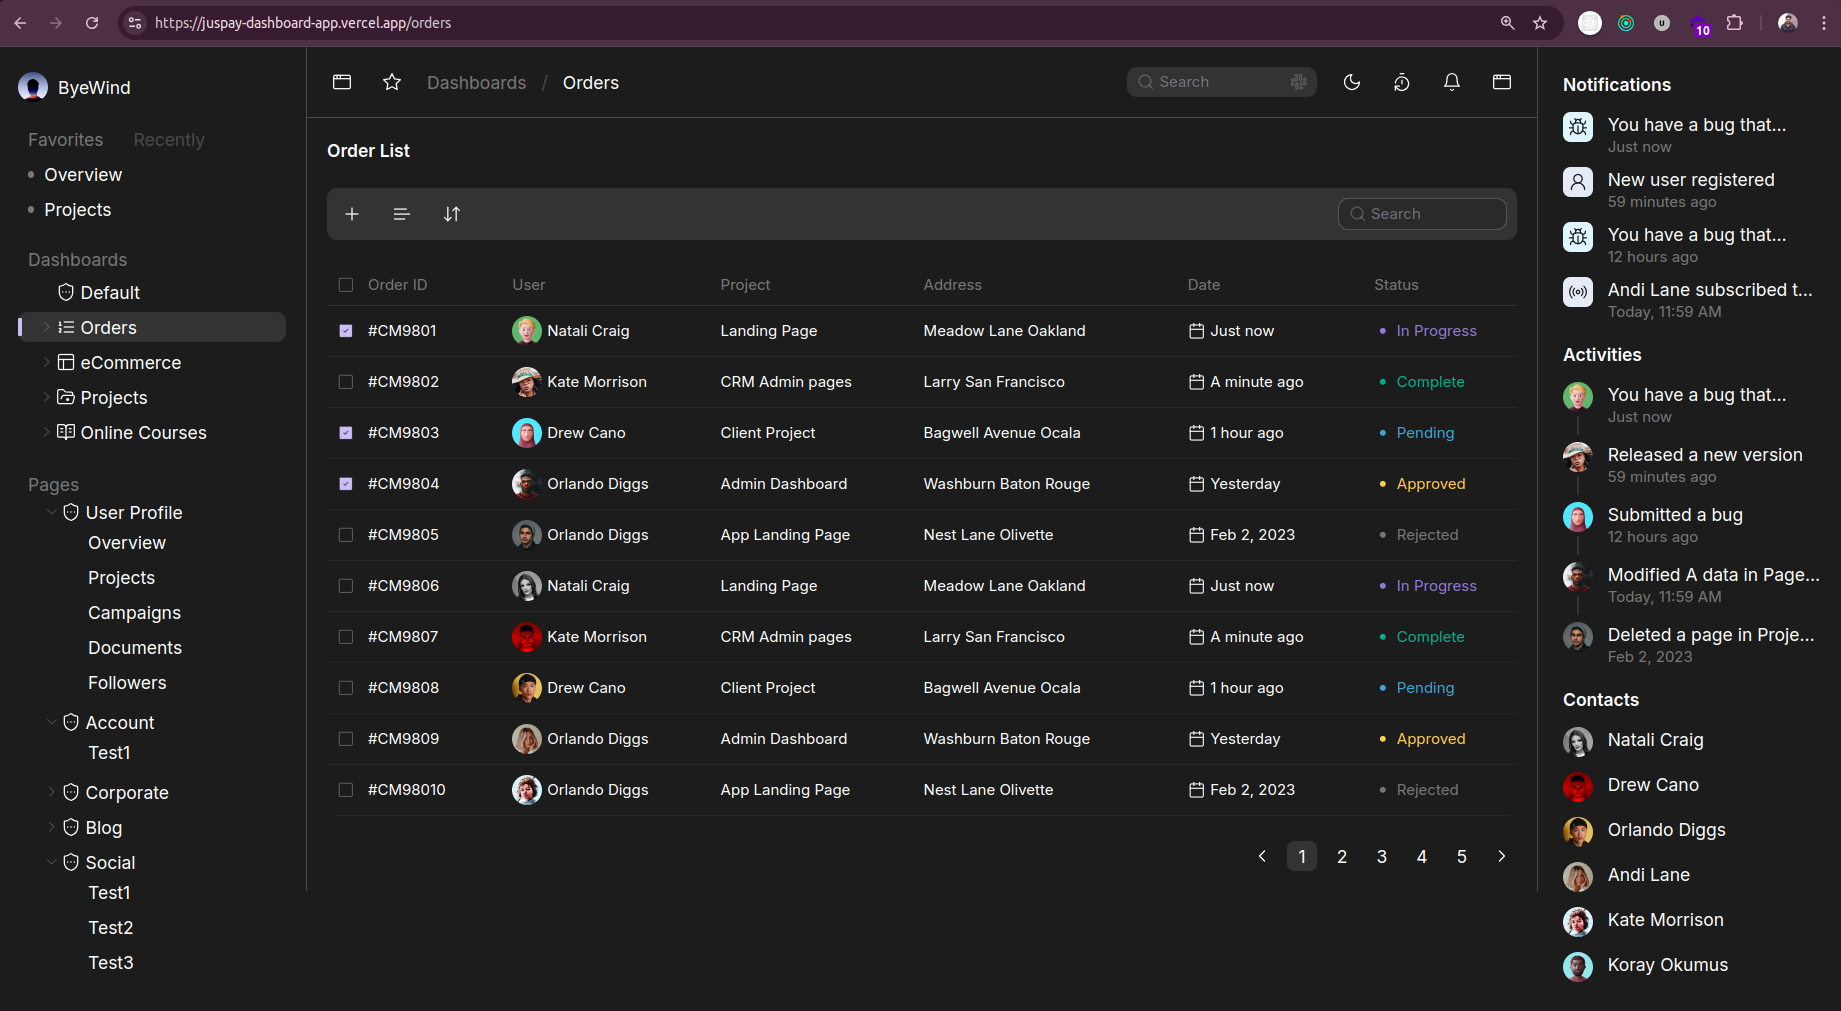 https://juspay-dashboard-app.vercel.app/orders
U
10
ByeWind
Favorites Recently
Overview
Projects
Dashboards
Default
Orders
eCommerce
Projects
Online Courses
Pages
User Profile
Overview
Projects
Campaigns
Documents
Followers
Account
Test1
Corporate
Blog
Social
Test1
Test2
Test3
Dashboards / Orders
Search
Order List
Search
Order ID User Project Address Date Status
#CM9801 Natali Craig Landing Page Meadow Lane Oakland Just now In Progress
#CM9802 Kate Morrison CRM Admin pages Larry San Francisco A minute ago Complete
#CM9803 Drew Cano Client Project Bagwell Avenue Ocala 1 hour ago Pending
#CM9804 Orlando Diggs Admin Dashboard Washburn Baton Rouge Yesterday Approved
#CM9805 Orlando Diggs App Landing Page Nest Lane Olivette Feb 2, 2023 Rejected
#CM9806 Natali Craig Landing Page Meadow Lane Oakland Just now In Progress
#CM9807 Kate Morrison CRM Admin pages Larry San Francisco A minute ago Complete
#CM9808 Drew Cano Client Project Bagwell Avenue Ocala 1 hour ago Pending
#CM9809 Orlando Diggs Admin Dashboard Washburn Baton Rouge Yesterday Approved
#CM98010 Orlando Diggs App Landing Page Nest Lane Olivette Feb 2, 2023 Rejected
1 2 3 4 5
Notifications
You have a bug that...
Just now
New user registered
59 minutes ago
You have a bug that...
12 hours ago
Andi Lane subscribed t...
Today, 11:59 AM
Activities
You have a bug that...
Just now
Released a new version
59 minutes ago
Submitted a bug
12 hours ago
Modified A data in Page...
Today, 11:59 AM
Deleted a page in Proje...
Feb 2, 2023
Contacts
Natali Craig
Drew Cano
Orlando Diggs
Andi Lane
Kate Morrison
Koray Okumus